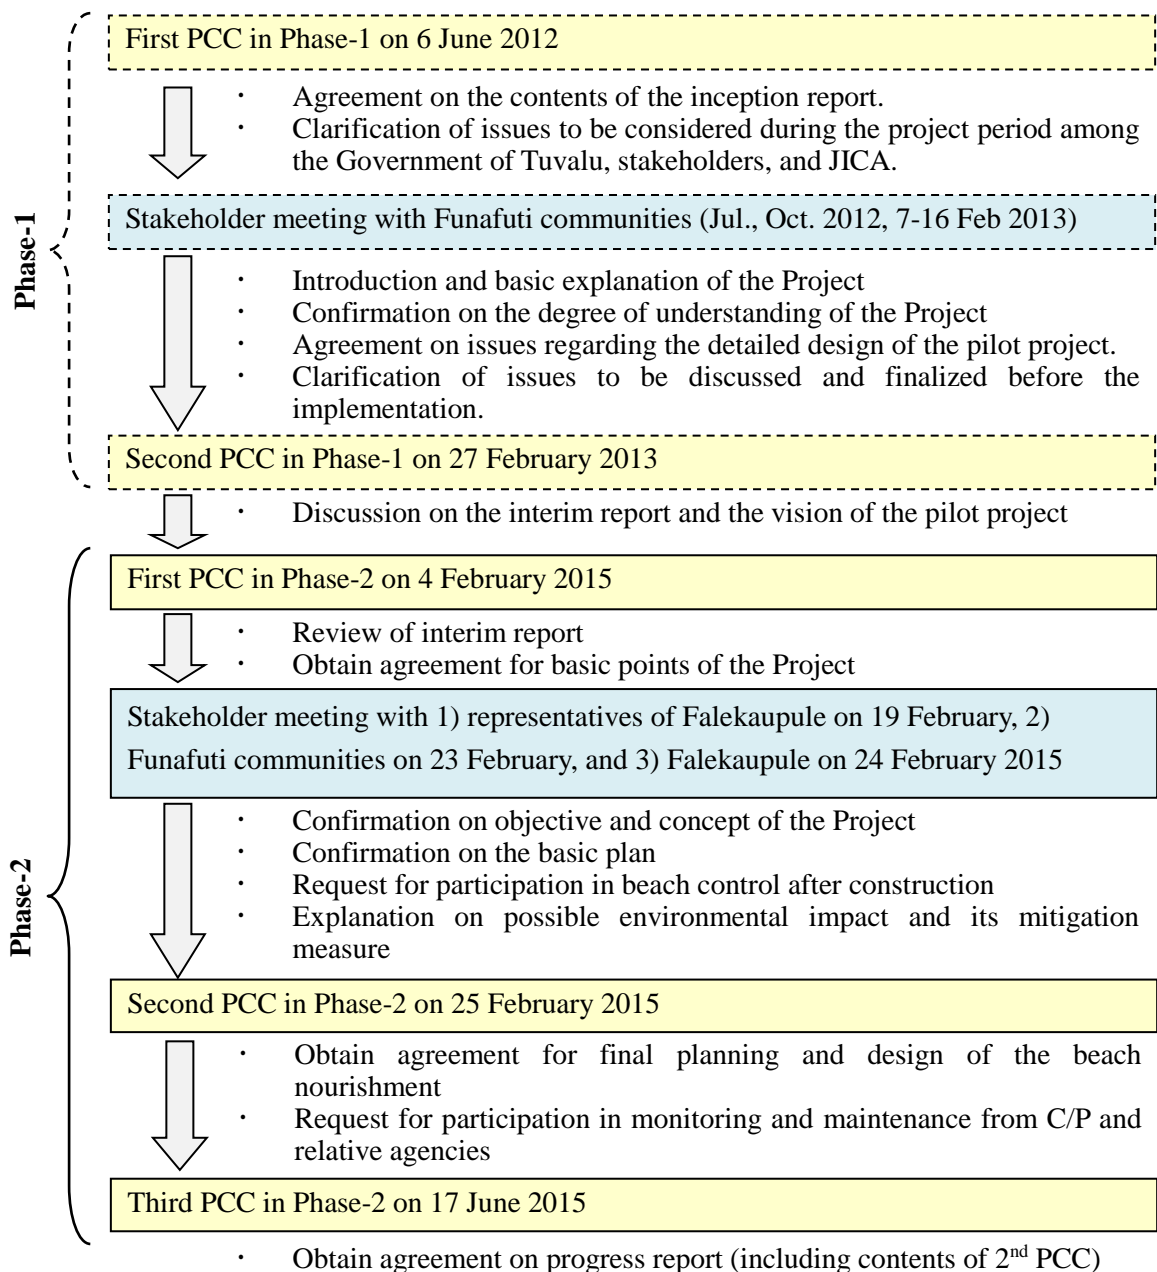 First PCC in Phase-1 on 6 June 2012
・ Agreement on the contents of the inception report.
・ Clarification of issues to be considered during the project period among
the Government of Tuvalu, stakeholders, and JICA.
Phase-1
Stakeholder meeting with Funafuti communities (Jul., Oct. 2012, 7-16 Feb 2013)
・ Introduction and basic explanation of the Project
・ Confirmation on the degree of understanding of the Project
・ Agreement on issues regarding the detailed design of the pilot project.
・ Clarification of issues to be discussed and finalized before the
implementation.
Second PCC in Phase-1 on 27 February 2013
・ Discussion on the interim report and the vision of the pilot project
First PCC in Phase-2 on 4 February 2015
・ Review of interim report
・ Obtain agreement for basic points of the Project
Stakeholder meeting with 1) representatives of Falekaupule on 19 February, 2)
Funafuti communities on 23 February, and 3) Falekaupule on 24 February 2015
・ Confirmation on objective and concept of the Project
・ Confirmation on the basic plan
・ Request for participation in beach control after construction
・ Explanation on possible environmental impact and its mitigation
measure
Phase-2
Second PCC in Phase-2 on 25 February 2015
・ Obtain agreement for final planning and design of the beach
nourishment
・ Request for participation in monitoring and maintenance from C/P and
relative agencies
Third PCC in Phase-2 on 17 June 2015
・ Obtain agreement on progress report (including contents of 2nd PCC)